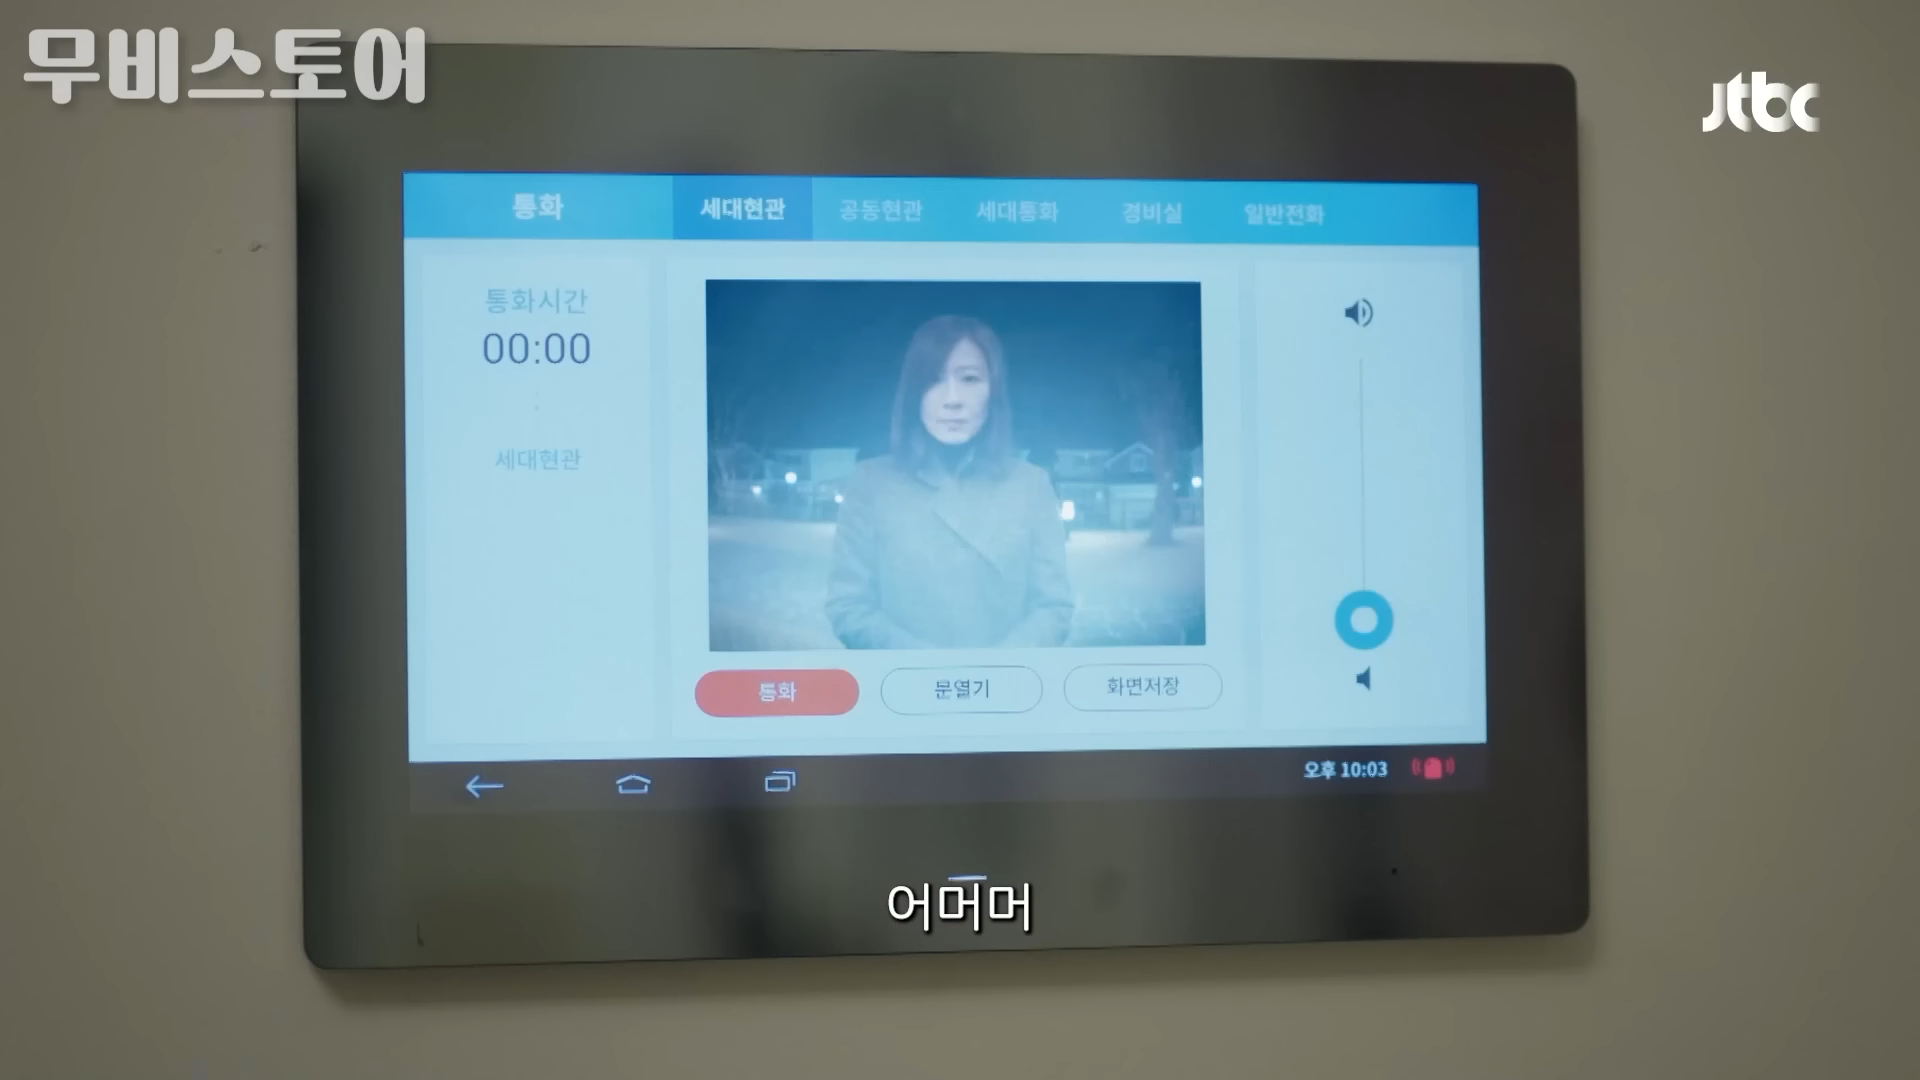 무비스토어
jtbc
통화 세대현관 공동현관 세대통화 경비실 일반전화
통화시간
00:00
세대현관
통화 문열기 화면저장
오후 10:03
어머머